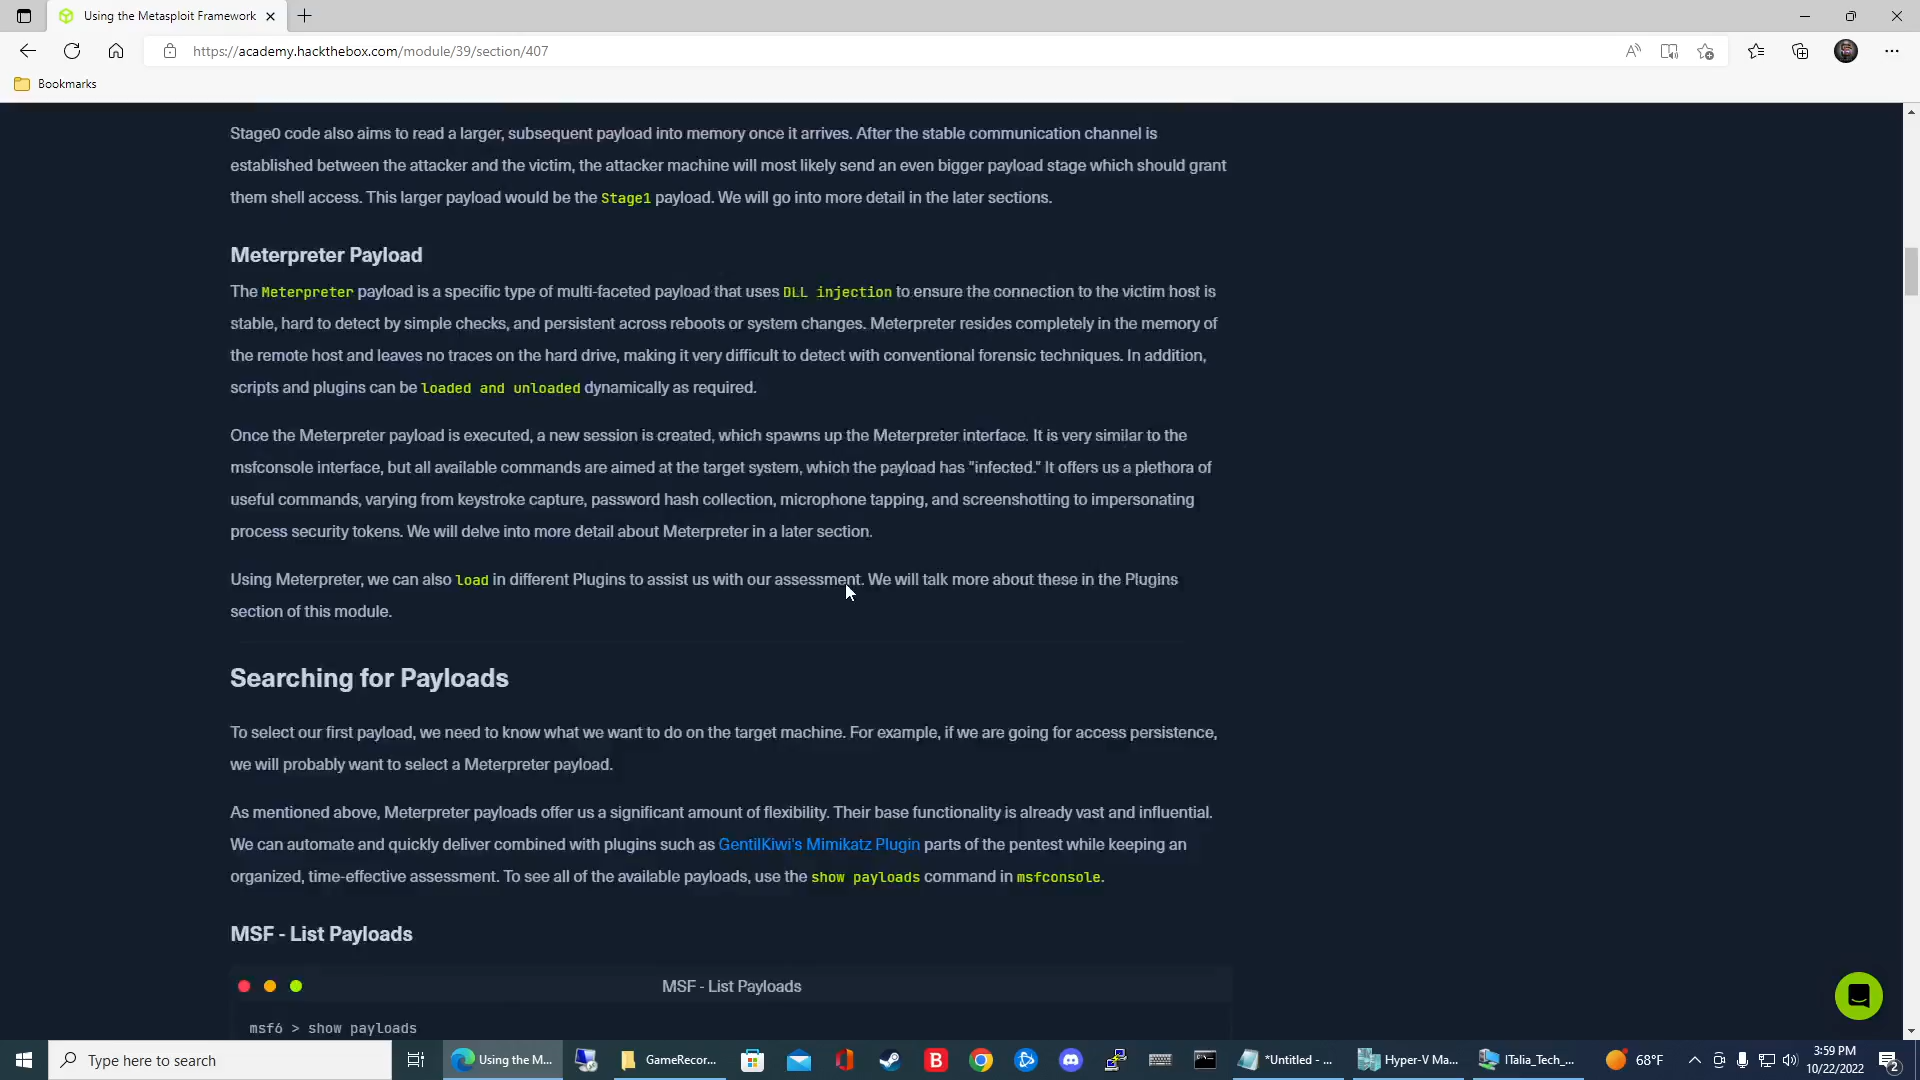 Using the Metasploit Framework
https://academy.hackthebox.com/module/39/section/407
Bookmarks
Stage0 code also aims to read a larger, subsequent payload into memory once it arrives. After the stable communication channel is
established between the attacker and the victim, the attacker machine will most likely send an even bigger payload stage which should grant
them shell access. This larger payload would be the Stage1 payload. We will go into more detail in the later sections.
Meterpreter Payload
The Meterpreter payload is a specific type of multi-faceted payload that uses DLL injection to ensure the connection to the victim host is
stable, hard to detect by simple checks, and persistent across reboots or system changes. Meterpreter resides completely in the memory of
the remote host and leaves no traces on the hard drive, making it very difficult to detect with conventional forensic techniques. In addition,
scripts and plugins can be loaded and unloaded dynamically as required.
Once the Meterpreter payload is executed, a new session is created, which spawns up the Meterpreter interface. It is very similar to the
msfconsole interface, but all available commands are aimed at the target system, which the payload has "infected." It offers us a plethora of
useful commands, varying from keystroke capture, password hash collection, microphone tapping, and screenshotting to impersonating
process security tokens. We will delve into more detail about Meterpreter in a later section.
Using Meterpreter, we can also load in different Plugins to assist us with our assessment. We will talk more about these in the Plugins
section of this module.
Searching for Payloads
To select our first payload, we need to know what we want to do on the target machine. For example, if we are going for access persistence,
we will probably want to select a Meterpreter payload.
As mentioned above, Meterpreter payloads offer us a significant amount of flexibility. Their base functionality is already vast and influential.
We can automate and quickly deliver combined with plugins such as GentilKiwi's Mimikatz Plugin parts of the pentest while keeping an
organized, time-effective assessment. To see all of the available payloads, use the show payloads command in msfconsole.
MSF - List Payloads
MSF - List Payloads
msf6 > show payloads
Type here to search
Using the M...
GameRecor...
*Untitled - ...
Hyper-V Ma...
ITalia_Tech_...
68°F
3:59 PM
10/22/2022
2